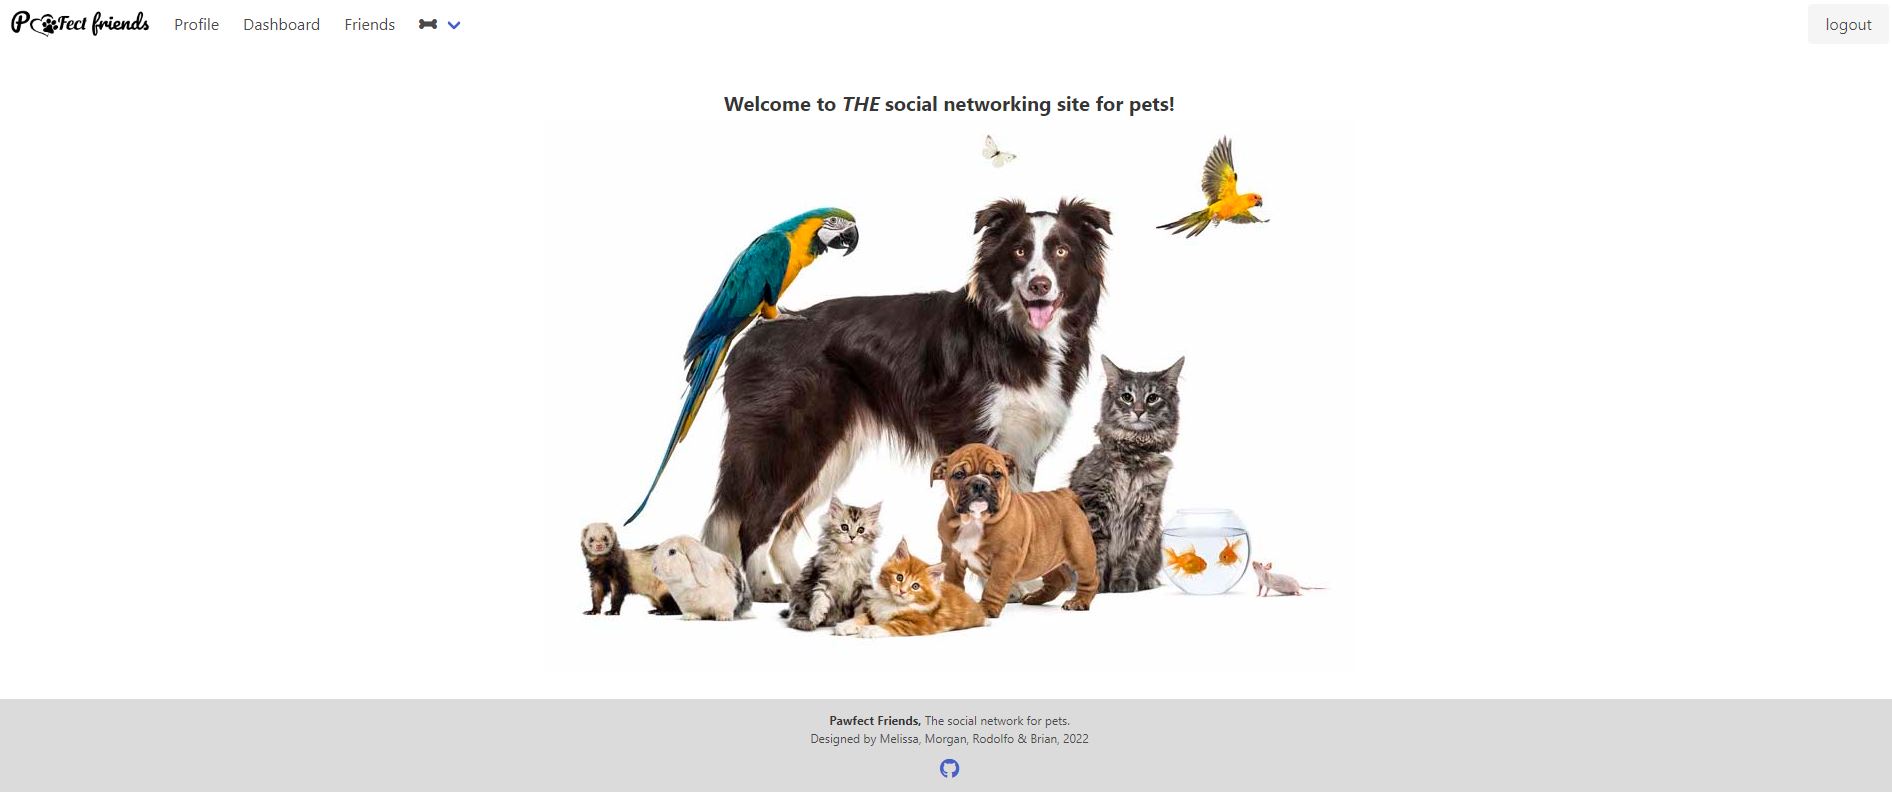 Pawfect friends Profile Dashboard Friends logout
Welcome to THE social networking site for pets!
Pawfect Friends, The social network for pets.
Designed by Melissa, Morgan, Rodolfo & Brian, 2022